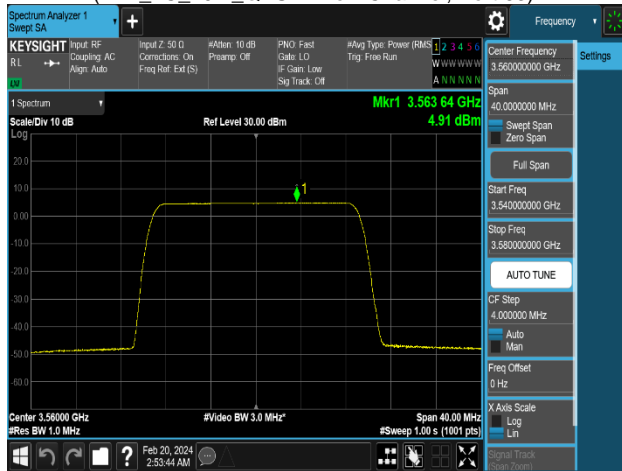 Spectrum Analyzer 1
Swept SA
+
Frequency
KEYSIGHT
RL
Input: RF
Coupling: AC
Align: Auto
Input Z: 50 Ω
Corrections: On
Freq Ref: Ext (S)
#Atten: 10 dB
Preamp: Off
PNO: Fast
Gate: LO
IF Gain: Low
Sig Track: Off
#Avg Type: Power (RMS
Trig: Free Run
1 2 3 4 5 6
W W W W W W
A N N N N N
1 Spectrum
Scale/Div 10 dB
Log
Ref Level 30.00 dBm
Mkr1 3.563 64 GHz
4.91 dBm
20.0
10.0
0.00
-10.0
-20.0
-30.0
-40.0
-50.0
-60.0
1
Center 3.56000 GHz
#Res BW 1.0 MHz
#Video BW 3.0 MHz*
Span 40.00 MHz
#Sweep 1.00 s (1001 pts)
Feb 20, 2024
2:53:44 AM
?
Center Frequency
3.560000000 GHz
Span
40.0000000 MHz
Swept Span
Zero Span
Full Span
Start Freq
3.540000000 GHz
Stop Freq
3.580000000 GHz
AUTO TUNE
CF Step
4.000000 MHz
Auto
Man
Freq Offset
0 Hz
X Axis Scale
Log
Lin
Signal Track
(Span Zoom)
Settings